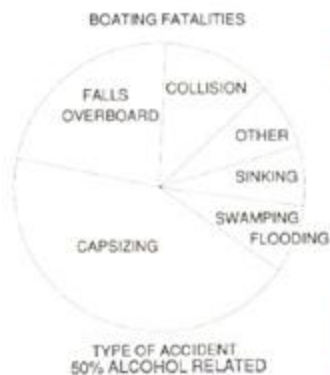 BOATING FATALITIES
COLLISION
FALLS
OVERBOARD
OTHER
SINKING
SWAMPING
FLOODING
CAPSIZING
TYPE OF ACCIDENT
50% ALCOHOL RELATED